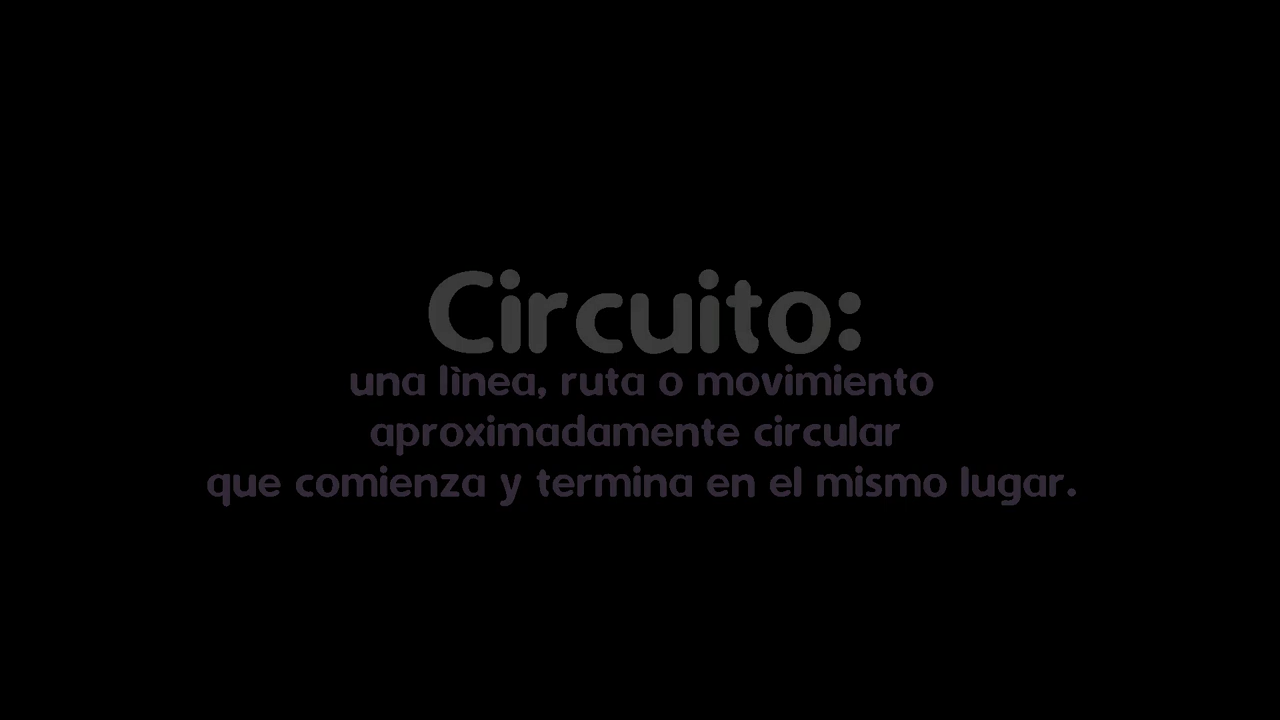 Circuito:
una lìnea, ruta o movimiento
aproximadamente circular
que comienza y termina en el mismo lugar.